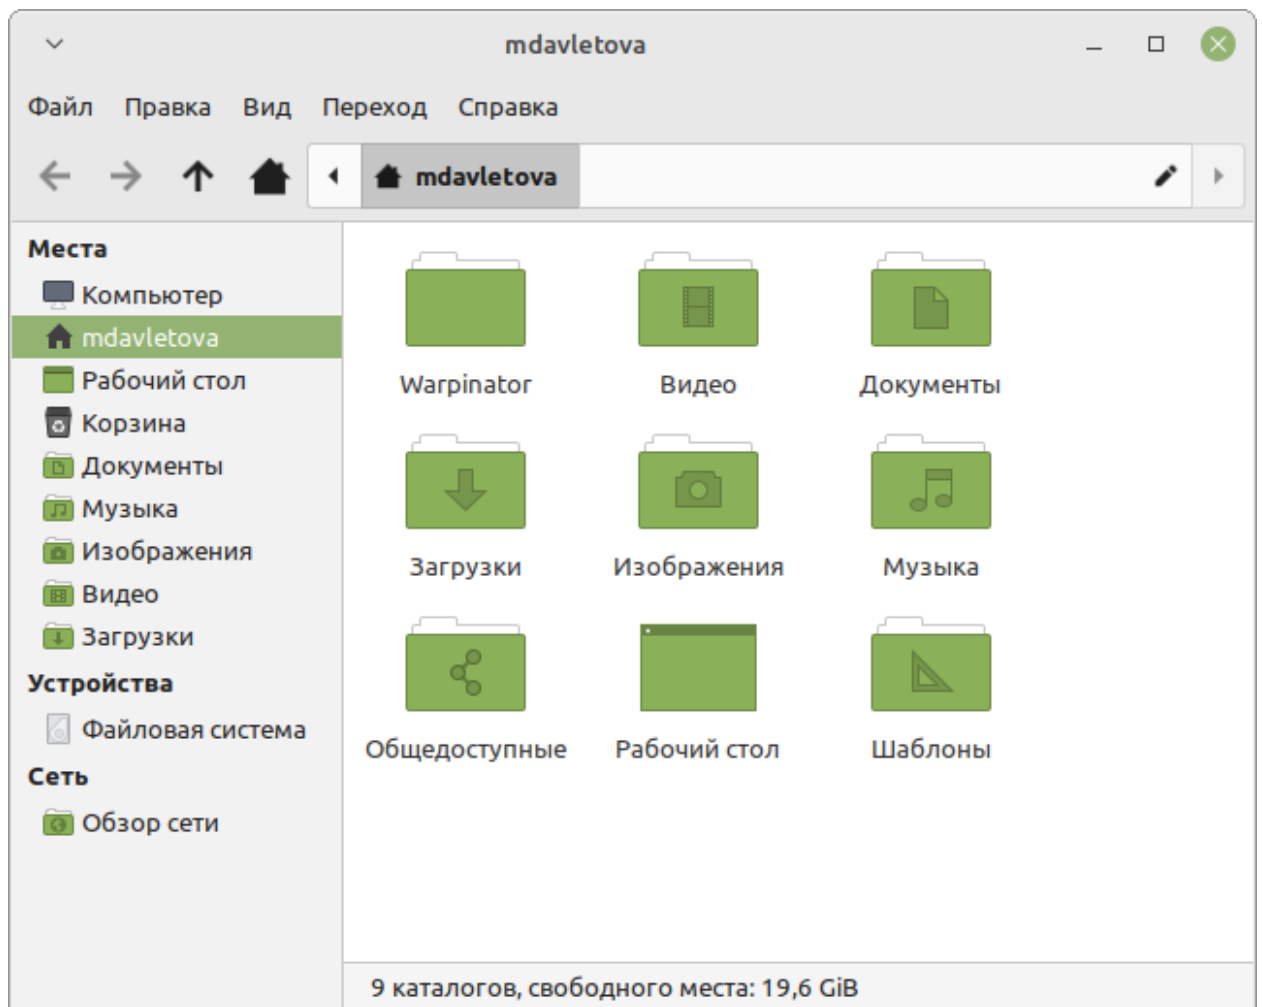 mdavletova
Файл Правка Вид Переход Справка
mdavletova
Места
Компьютер
mdavletova
Рабочий стол
Корзина
Документы
Музыка
Изображения
Видео
Загрузки
Устройства
Файловая система
Сеть
Обзор сети
Warpinator Видео Документы
Загрузки Изображения Музыка
Общедоступные Рабочий стол Шаблоны
9 каталогов, свободного места: 19,6 GiB